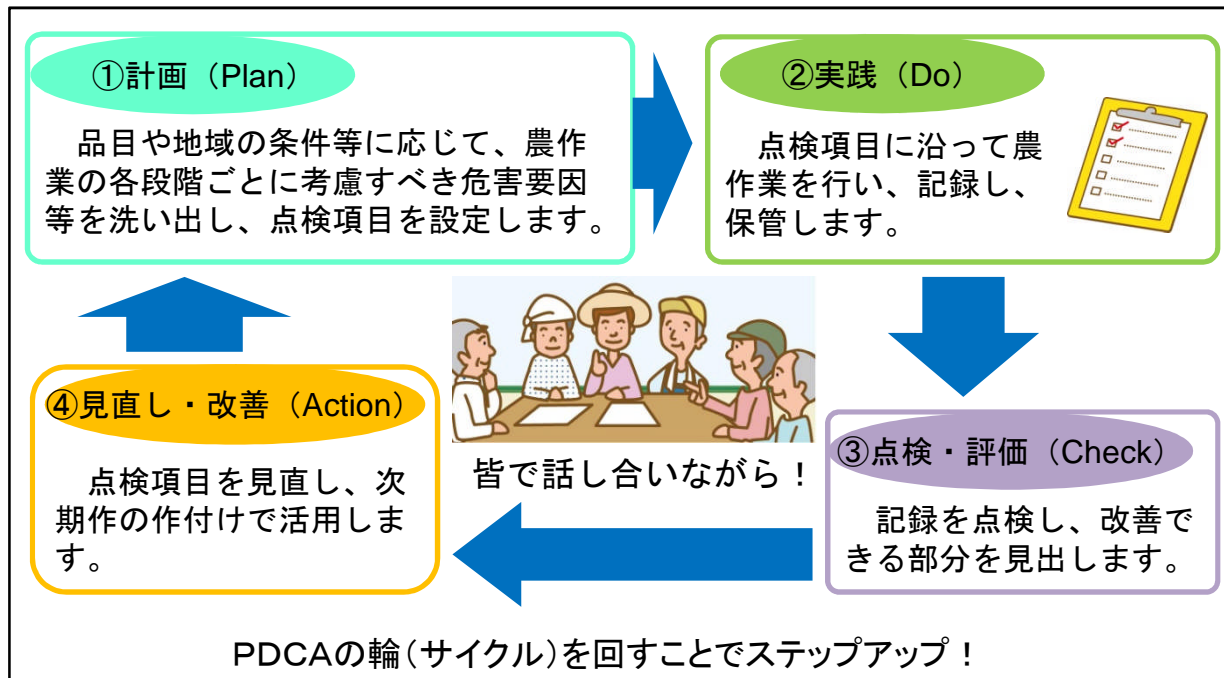 ①計画（Plan）
　品目や地域の条件等に応じて、農作
業の各段階ごとに考慮すべき危害要因
等を洗い出し、点検項目を設定します。
②実践（Do）
　点検項目に沿って農
作業を行い、記録し、
保管します。
③点検・評価（Check）
　記録を点検し、改善で
きる部分を見出します。
④見直し・改善（Action）
　点検項目を見直し、次
期作の作付けで活用しま
す。
皆で話し合いながら！
ＰＤＣＡの輪（サイクル）を回すことでステップアップ！